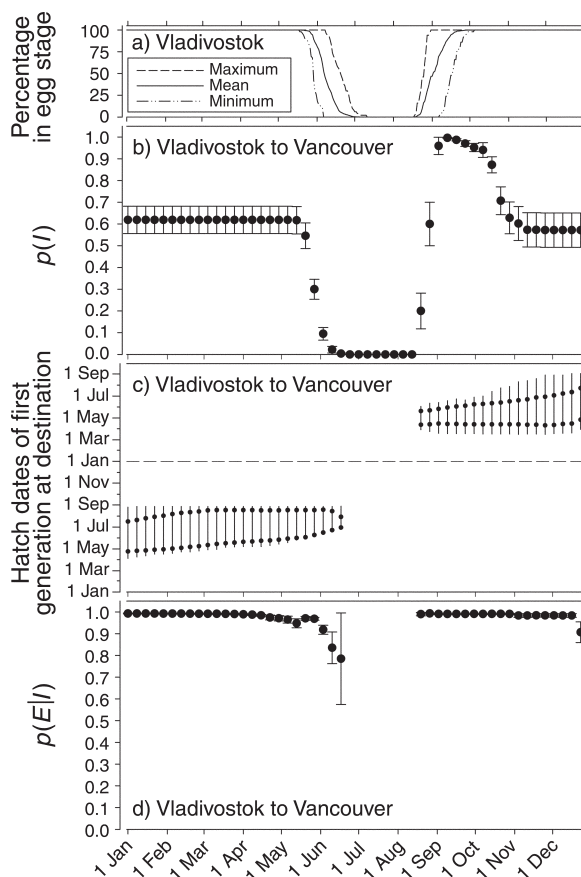 Percentage
in egg stage
100
75
50
25
0
a) Vladivostok
Maximum
Mean
Minimum
p(I)
1.0
0.9
0.8
0.7
0.6
0.5
0.4
0.3
0.2
0.1
0.0
b) Vladivostok to Vancouver
Hatch dates of first
generation at destination
1 Sep
1 Jul
1 May
1 Mar
1 Jan
1 Nov
1 Sep
1 Jul
1 May
1 Mar
1 Jan
c) Vladivostok to Vancouver
p(E|I)
1.0
0.9
0.8
0.7
0.6
0.5
0.4
0.3
0.2
0.1
0.0
d) Vladivostok to Vancouver
1 Jan
1 Feb
1 Mar
1 Apr
1 May
1 Jun
1 Jul
1 Aug
1 Sep
1 Oct
1 Nov
1 Dec